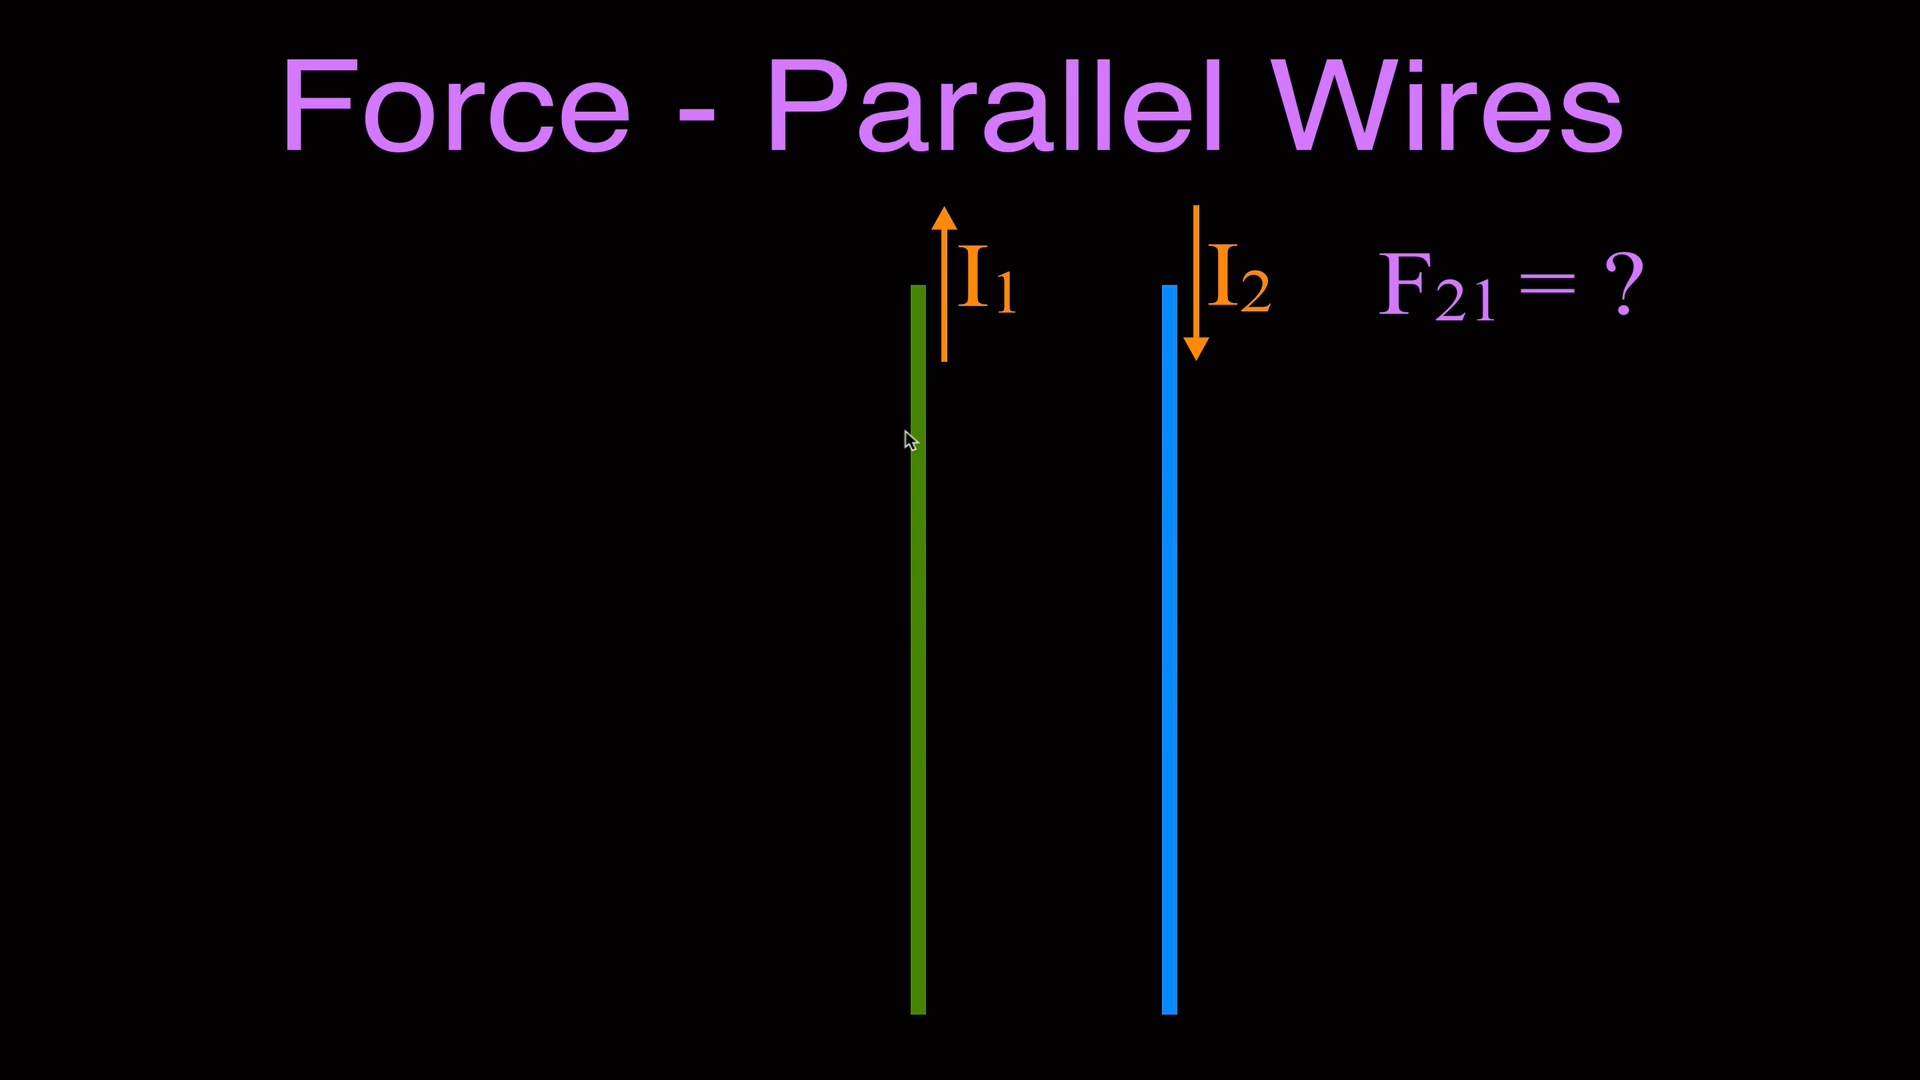 Force - Parallel Wires
I₁ I₂ F₂₁ = ?